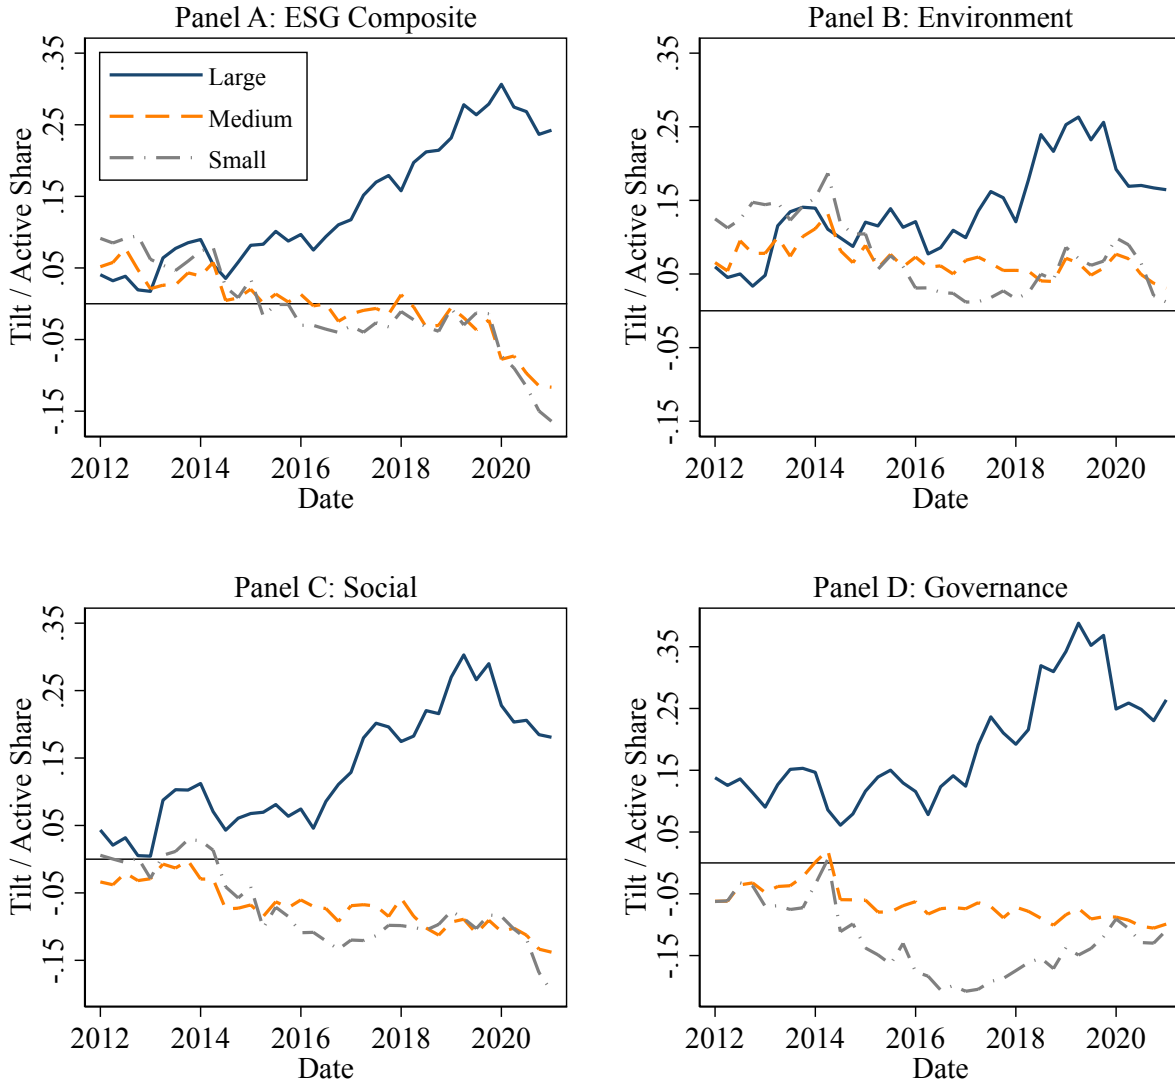 Panel A: ESG Composite
Tilt / Active Share
.35
.25
.15
.05
-.05
-.15
Large
Medium
Small
2012 2014 2016 2018 2020
Date
Panel B: Environment
Tilt / Active Share
.35
.25
.15
.05
-.05
-.15
2012 2014 2016 2018 2020
Date
Panel C: Social
Tilt / Active Share
.35
.25
.15
.05
-.05
-.15
2012 2014 2016 2018 2020
Date
Panel D: Governance
Tilt / Active Share
.35
.25
.15
.05
-.05
-.15
2012 2014 2016 2018 2020
Date